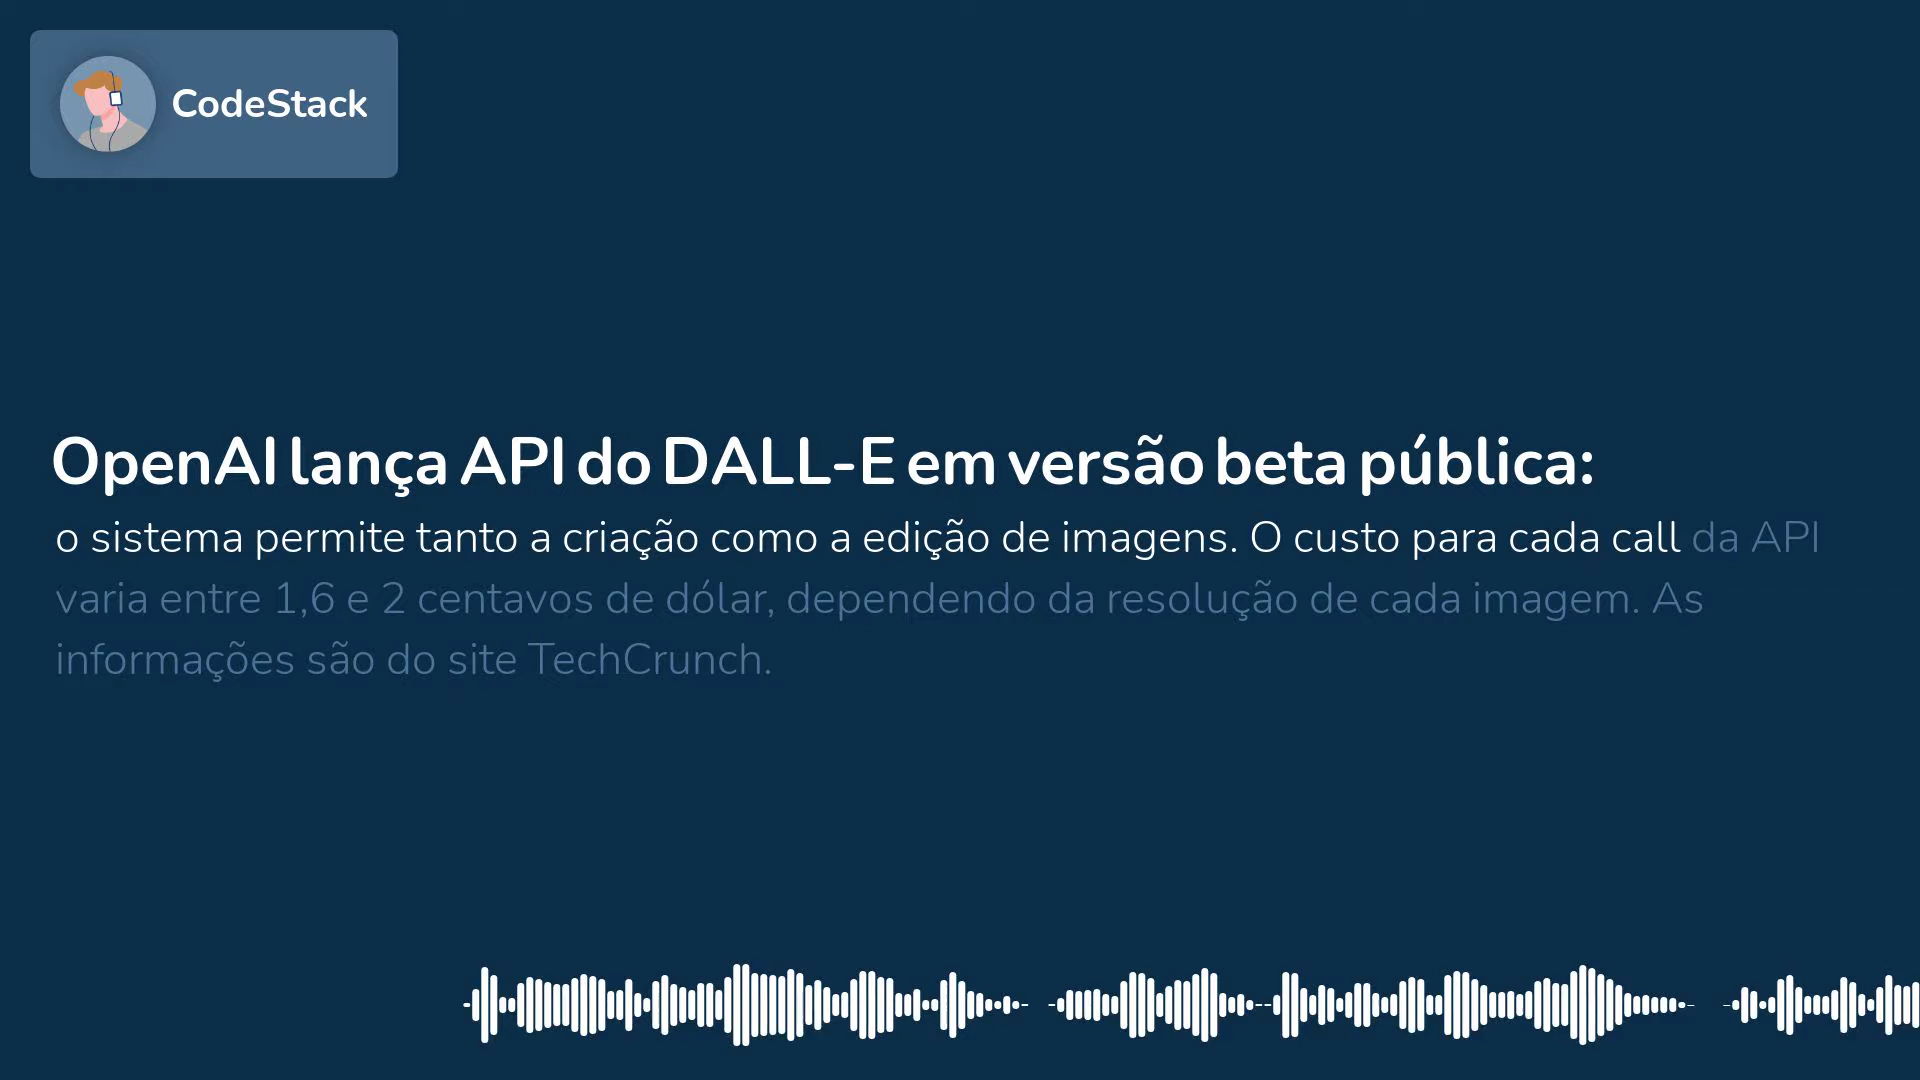 CodeStack
OpenAI lança API do DALL-E em versão beta pública:
o sistema permite tanto a criação como a edição de imagens. O custo para cada call da API
varia entre 1,6 e 2 centavos de dólar, dependendo da resolução de cada imagem. As
informações são do site TechCrunch.